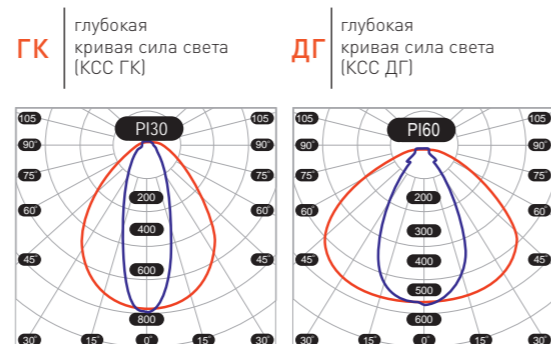 ГК
глубокая
кривая сила света
(КСС ГК)
ДГ
глубокая
кривая сила света
(КСС ДГ)
PI30
105 105
90° 90°
75° 75°
60° 60°
45° 45°
30° 15° 0° 15° 30°
200
400
600
800
PI60
105 105
90° 90°
75° 75°
60° 60°
45° 45°
30° 15° 0° 15° 30°
200
300
400
500
600